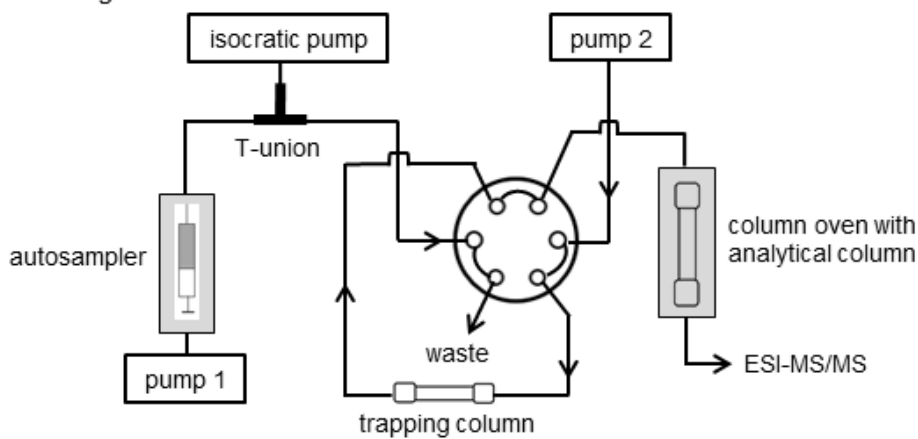 isocratic pump
pump 2
T-union
autosampler
column oven with
analytical column
waste
ESI-MS/MS
pump 1
trapping column